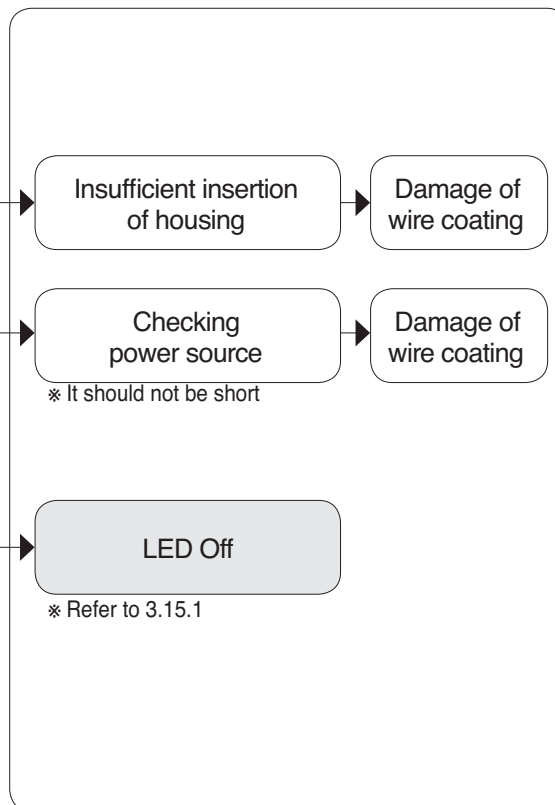 Insufficient insertion
of housing
Damage of
wire coating
Checking
power source
Damage of
wire coating
※ It should not be short
LED Off
※ Refer to 3.15.1